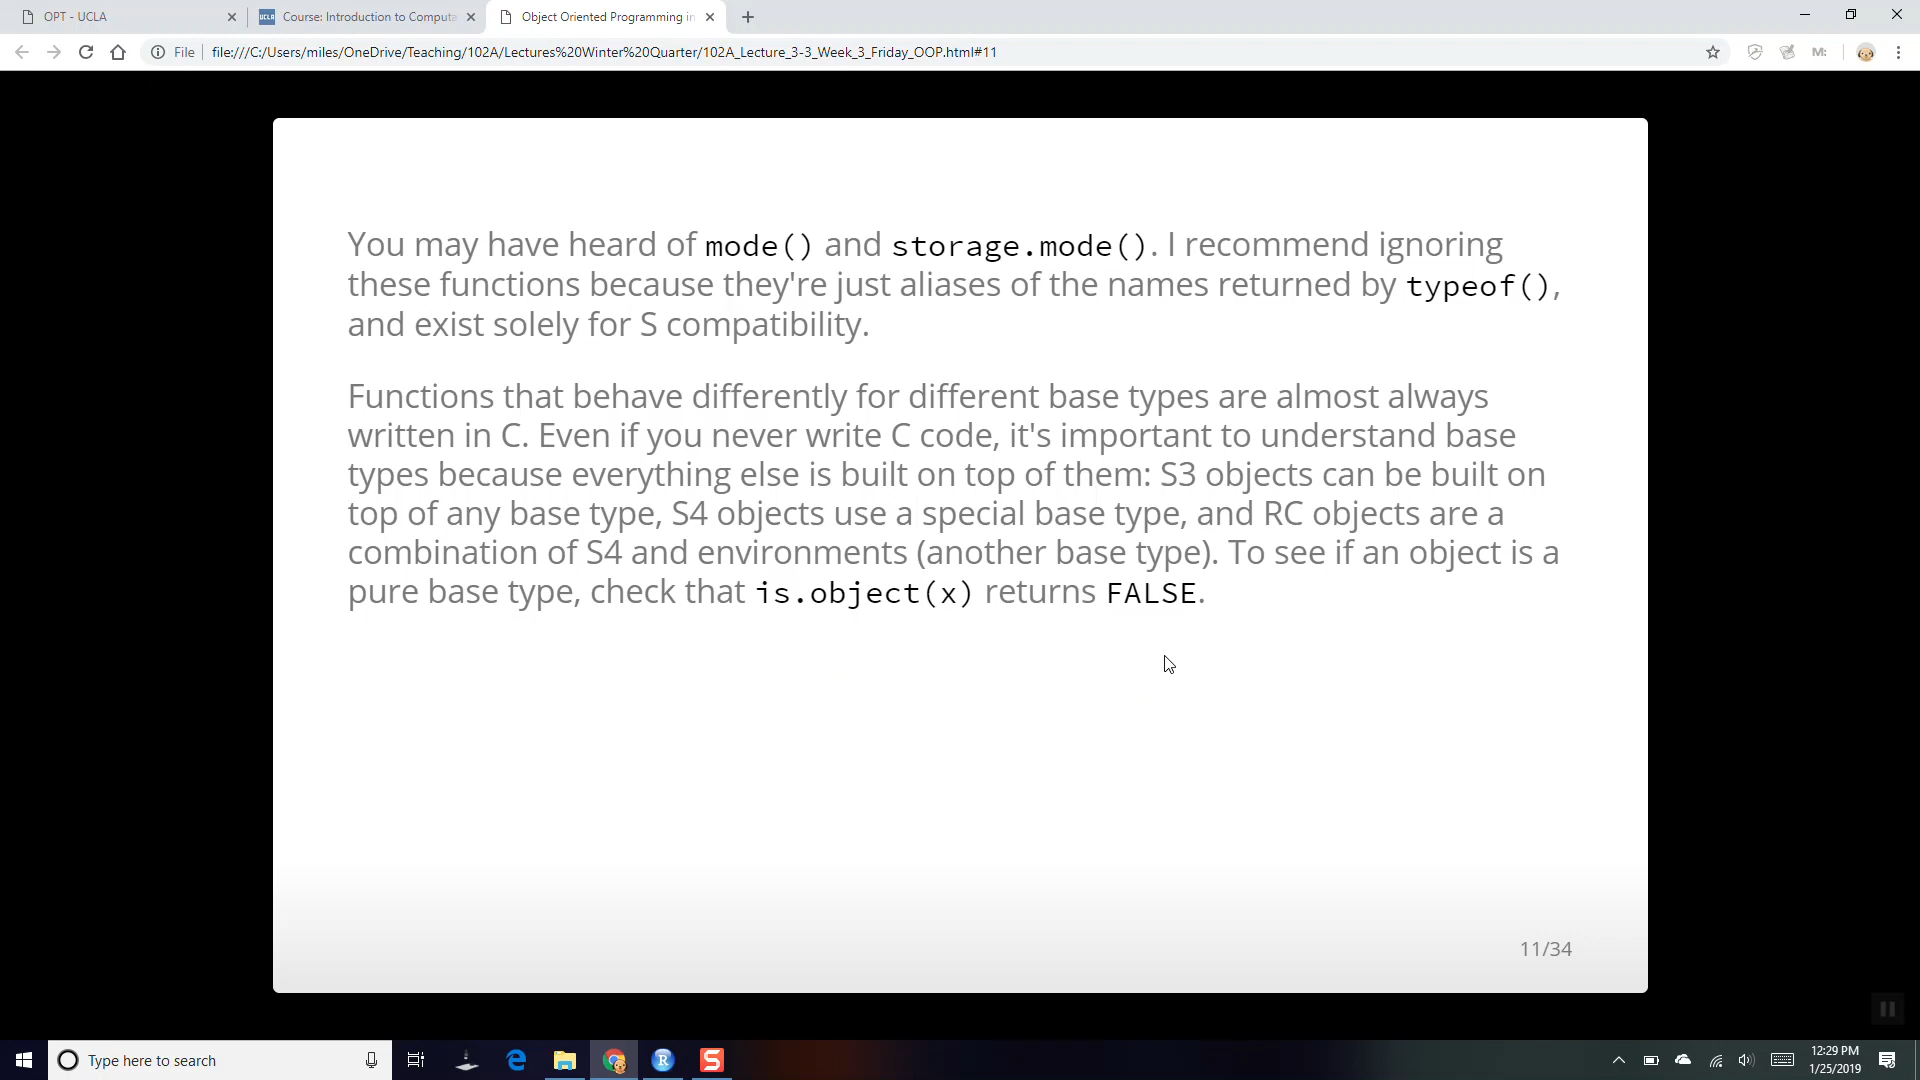 OPT - UCLA
UCLA Course: Introduction to Computa
Object Oriented Programming in
File file:///C:/Users/miles/OneDrive/Teaching/102A/Lectures%20Winter%20Quarter/102A_Lecture_3-3_Week_3_Friday_OOP.html#11
M:
You may have heard of mode() and storage.mode(). I recommend ignoring
these functions because they're just aliases of the names returned by typeof(),
and exist solely for S compatibility.
Functions that behave differently for different base types are almost always
written in C. Even if you never write C code, it's important to understand base
types because everything else is built on top of them: S3 objects can be built on
top of any base type, S4 objects use a special base type, and RC objects are a
combination of S4 and environments (another base type). To see if an object is a
pure base type, check that is.object(x) returns FALSE.
11/34
Type here to search
R
S
12:29 PM
1/25/2019